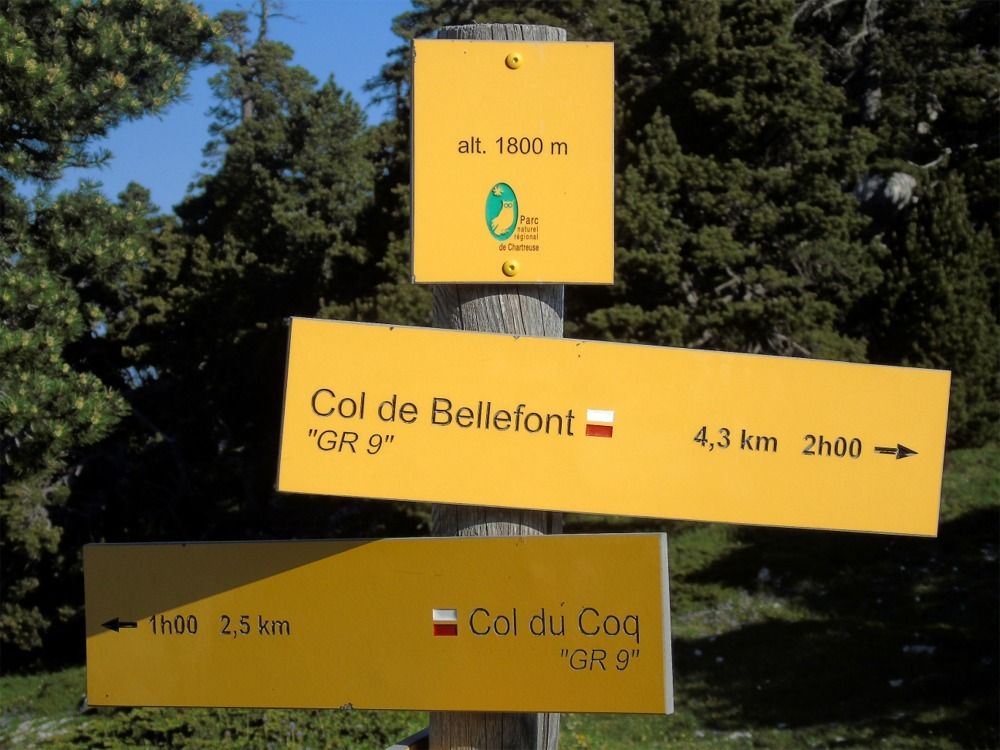 alt. 1800 m
Parc
naturel
régional
de Chartreuse
Col de Bellefont 4,3 km 2h00
"GR 9"
1h00 2,5 km Col du Coq
"GR 9"